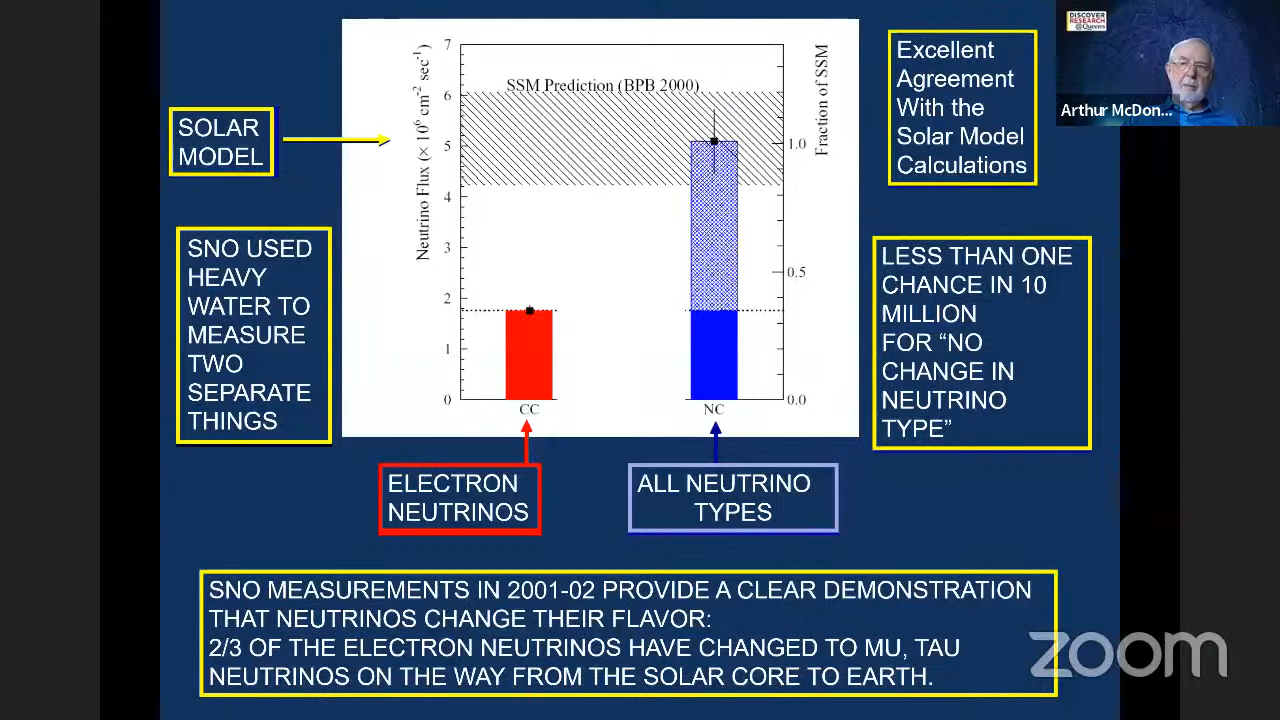 DISCOVER
RESEARCH
@Queens
Arthur McDon...
Excellent
Agreement
With the
Solar Model
Calculations
SOLAR
MODEL
SNO USED
HEAVY
WATER TO
MEASURE
TWO
SEPARATE
THINGS
Neutrino Flux (× 10⁶ cm⁻² sec⁻¹)
7
6
5
4
3
2
1
0
SSM Prediction (BPB 2000)
Fraction of SSM
1.0
0.5
0.0
CC
NC
LESS THAN ONE
CHANCE IN 10
MILLION
FOR “NO
CHANGE IN
NEUTRINO
TYPE”
ELECTRON
NEUTRINOS
ALL NEUTRINO
TYPES
SNO MEASUREMENTS IN 2001-02 PROVIDE A CLEAR DEMONSTRATION
THAT NEUTRINOS CHANGE THEIR FLAVOR:
2/3 OF THE ELECTRON NEUTRINOS HAVE CHANGED TO MU, TAU
NEUTRINOS ON THE WAY FROM THE SOLAR CORE TO EARTH.
zoom